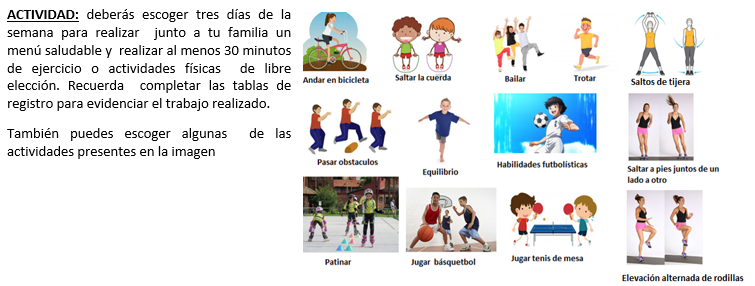 ACTIVIDAD: deberás escoger tres días de la
semana para realizar junto a tu familia un
menú saludable y realizar al menos 30 minutos
de ejercicio o actividades físicas de libre
elección. Recuerda completar las tablas de
registro para evidenciar el trabajo realizado.
También puedes escoger algunas de las
actividades presentes en la imagen
Andar en bicicleta
Saltar la cuerda
Bailar
Trotar
Saltos de tijera
Pasar obstaculos
Equilibrio
Habilidades futbolísticas
Saltar a pies juntos de un
lado a otro
Patinar
Jugar básquetbol
Jugar tenis de mesa
Elevación alternada de rodillas